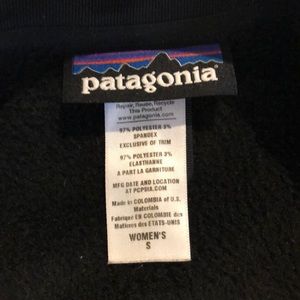 patagonia
Repair, Reuse, Recycle
This Product
www.patagonia.com
97% POLYESTER 3%
SPANDEX
EXCLUSIVE OF TRIM
97% POLYESTER 3%
ELASTHANNE
A PART LA GARNITURE
MFG DATE AND LOCATION
AT PCPSIA.COM
Made in COLOMBIA of U.S.
Materials
Fabriqué EN COLOMBIE des
Matières des ETATS-UNIS
WOMEN'S
S